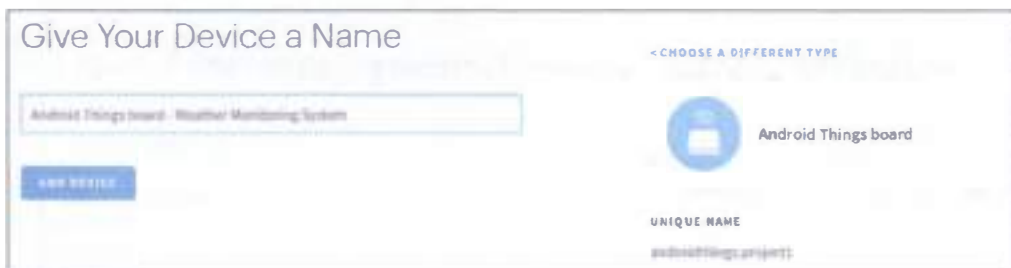 Give Your Device a Name
<CHOOSE A DIFFERENT TYPE
Android Things board - Weather Monitoring System
Android Things board
ADD DEVICE
UNIQUE NAME